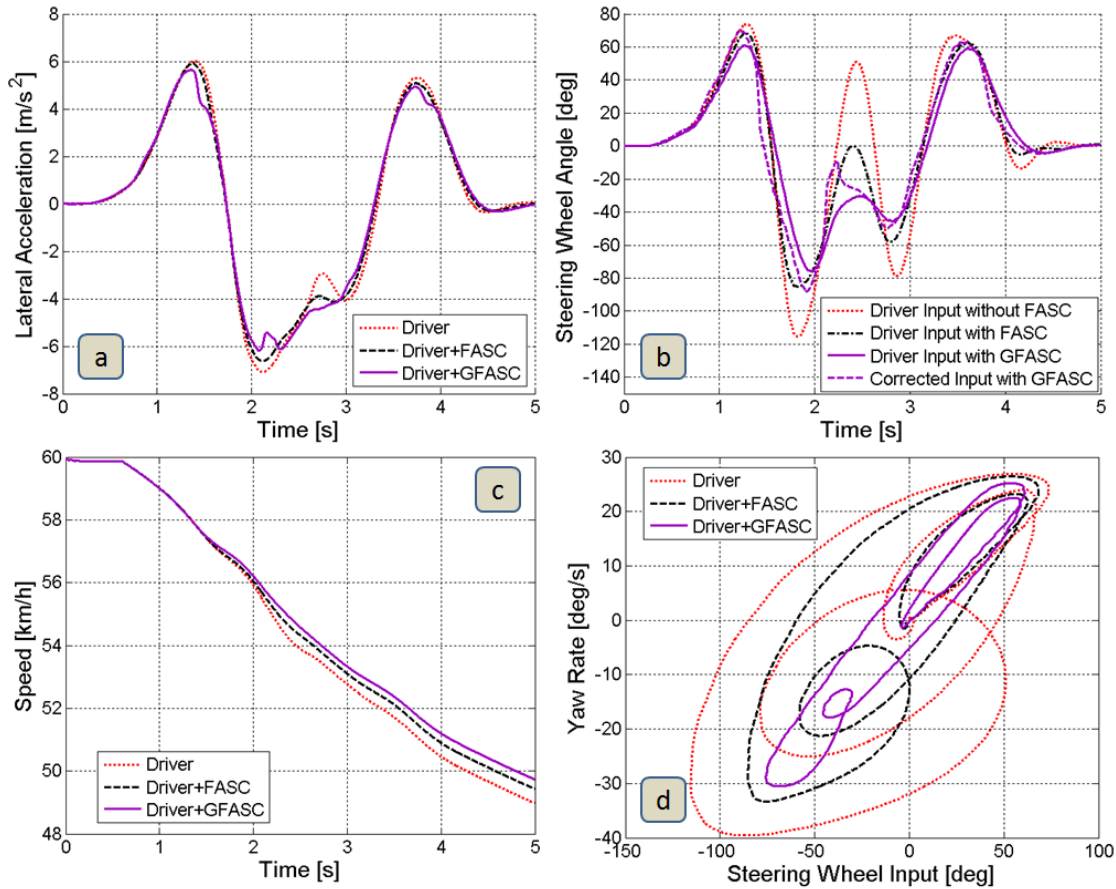 8
6
4
2
0
-2
-4
-6
-8
Lateral Acceleration [m/s²]
a
Driver
Driver+FASC
Driver+GFASC
0 1 2 3 4 5
Time [s]
80
60
40
20
0
-20
-40
-60
-80
-100
-120
-140
Steering Wheel Angle [deg]
b
Driver Input without FASC
Driver Input with FASC
Driver Input with GFASC
Corrected Input with GFASC
0 1 2 3 4 5
Time [s]
60
58
56
54
52
50
48
Speed [km/h]
c
Driver
Driver+FASC
Driver+GFASC
0 1 2 3 4 5
Time [s]
30
20
10
0
-10
-20
-30
-40
Yaw Rate [deg/s]
Driver
Driver+FASC
Driver+GFASC
d
-150 -100 -50 0 50 100
Steering Wheel Input [deg]